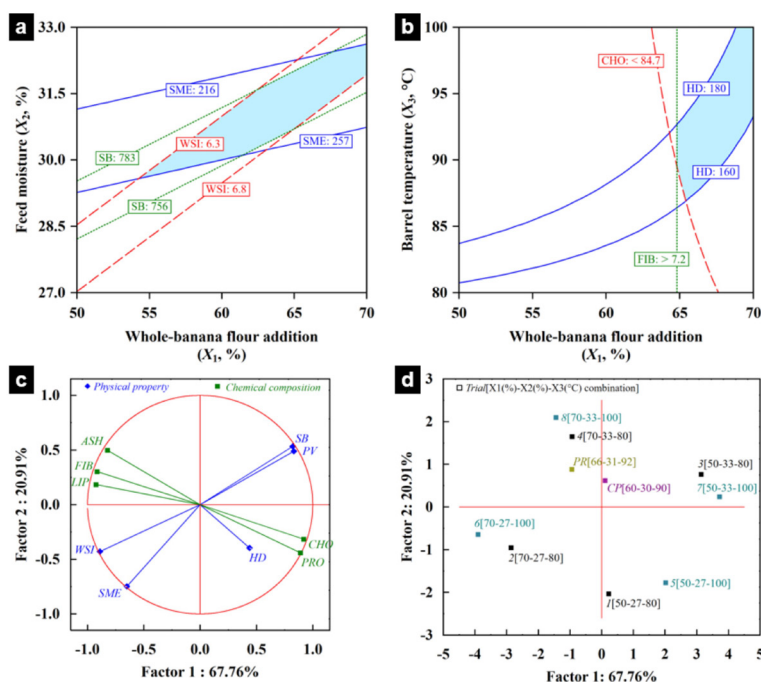 a
33.0
31.5
30.0
28.5
27.0
Feed moisture (X2, %)
SME: 216
SB: 783
WSI: 6.3
SME: 257
SB: 756
WSI: 6.8
50 55 60 65 70
Whole-banana flour addition
(X1, %)
b
100
95
90
85
80
Barrel temperature (X3, °C)
CHO: < 84.7
HD: 180
HD: 160
FIB: > 7.2
50 55 60 65 70
Whole-banana flour addition
(X1, %)
c
Physical property Chemical composition
1.0
0.5
0.0
-0.5
-1.0
Factor 2 : 20.91%
ASH
FIB
LIP
SB
PV
WSI
SME
HD
CHO
PRO
-1.0 -0.5 0.0 0.5 1.0
Factor 1 : 67.76%
d
Trial[X1(%)-X2(%)-X3(°C) combination]
3
2
1
0
-1
-2
-3
Factor 2: 20.91%
8[70-33-100]
4[70-33-80]
PR[66-31-92]
CP[60-30-90]
3[50-33-80]
7[50-33-100]
6[70-27-100]
2[70-27-80]
5[50-27-100]
1[50-27-80]
-5 -4 -3 -2 -1 0 1 2 3 4 5
Factor 1: 67.76%